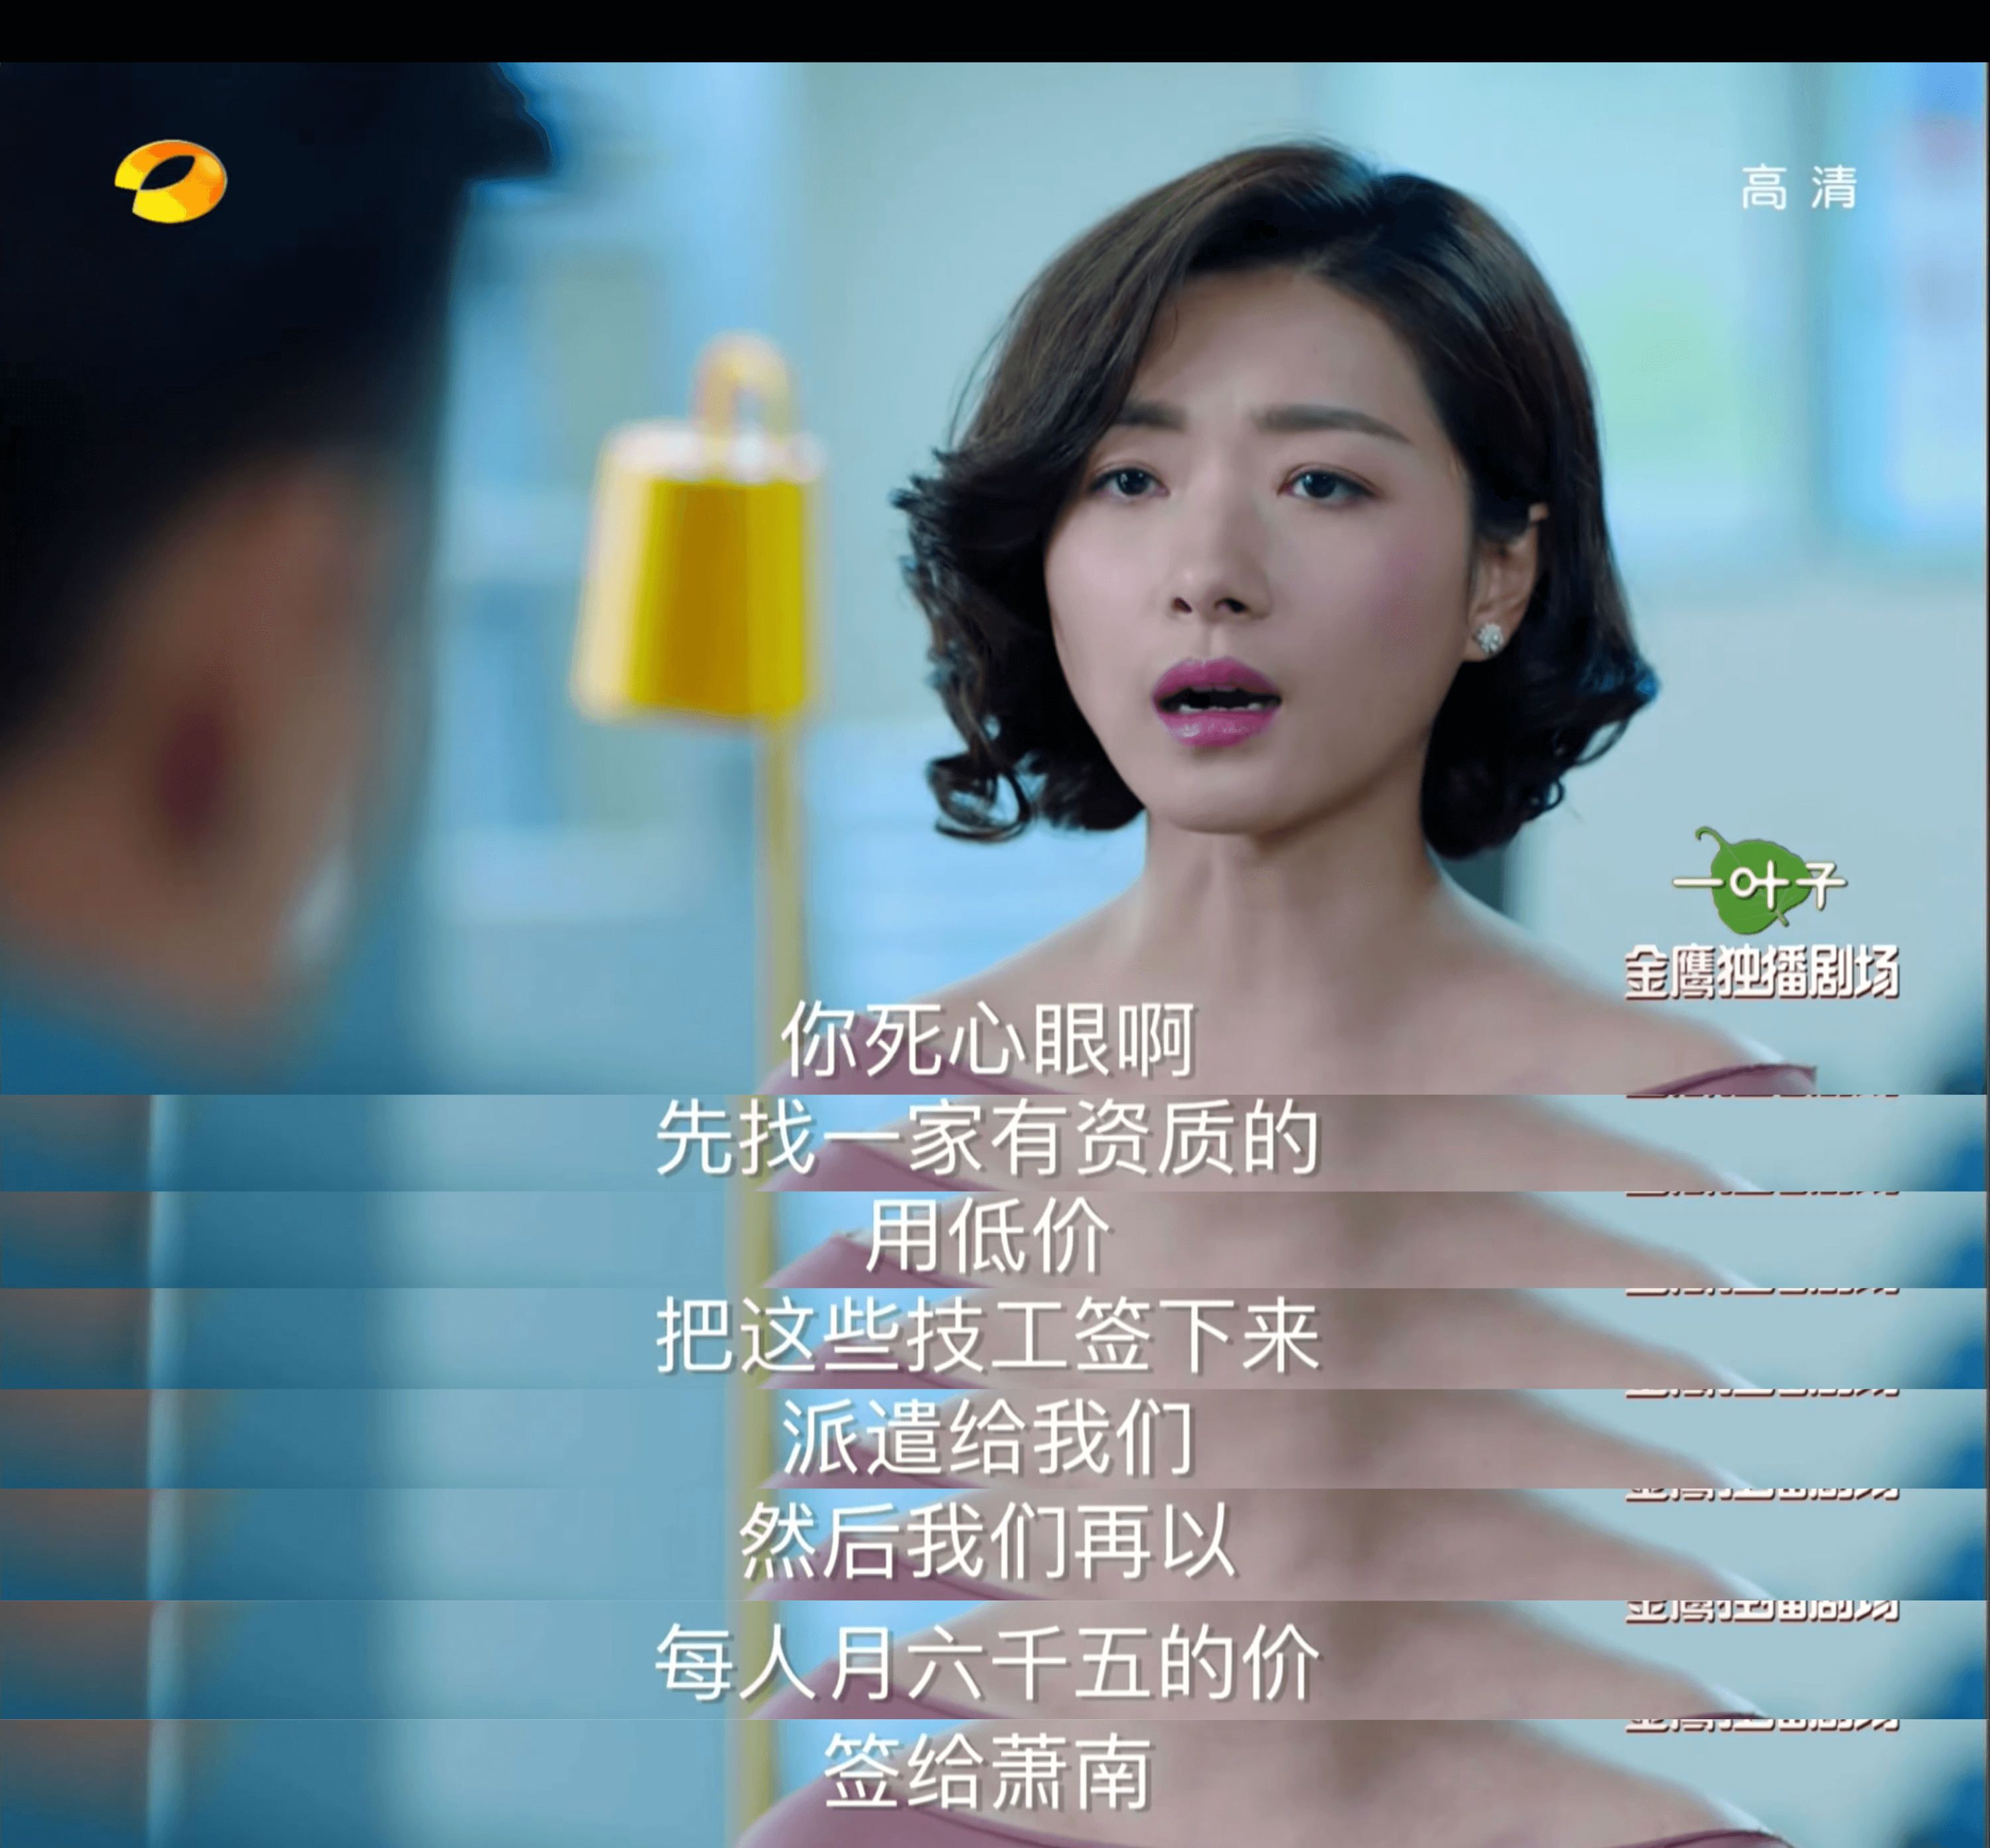 高清
一叶子
金鹰独播剧场
你死心眼啊
先找一家有资质的
用低价
把这些技工签下来
派遣给我们
然后我们再以
每人月六千五的价
签给萧南